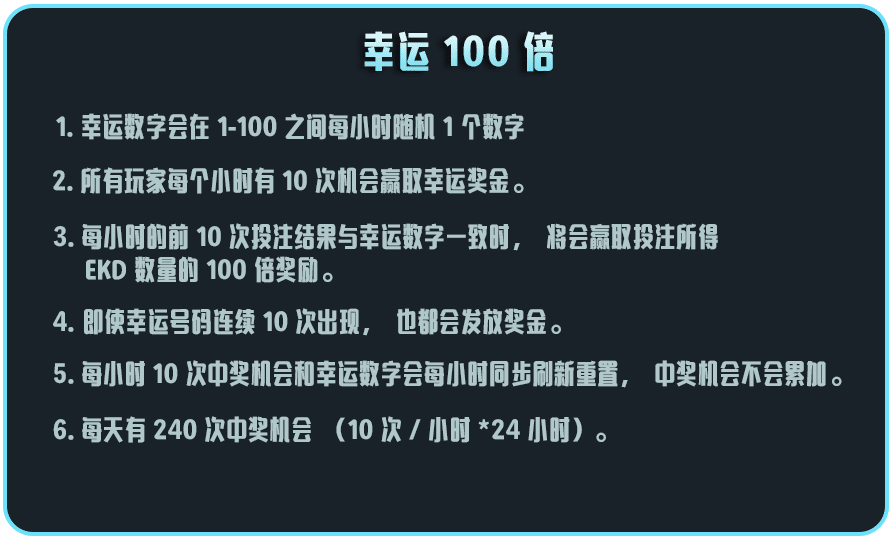 幸运 100 倍
1. 幸运数字会在 1-100 之间每小时随机 1 个数字
2. 所有玩家每个小时有 10 次机会赢取幸运奖金。
3. 每小时的前 10 次投注结果与幸运数字一致时， 将会赢取投注所得
EKD 数量的 100 倍奖励。
4. 即使幸运号码连续 10 次出现， 也都会发放奖金。
5. 每小时 10 次中奖机会和幸运数字会每小时同步刷新重置， 中奖机会不会累加。
6. 每天有 240 次中奖机会 （10 次 / 小时 *24 小时）。